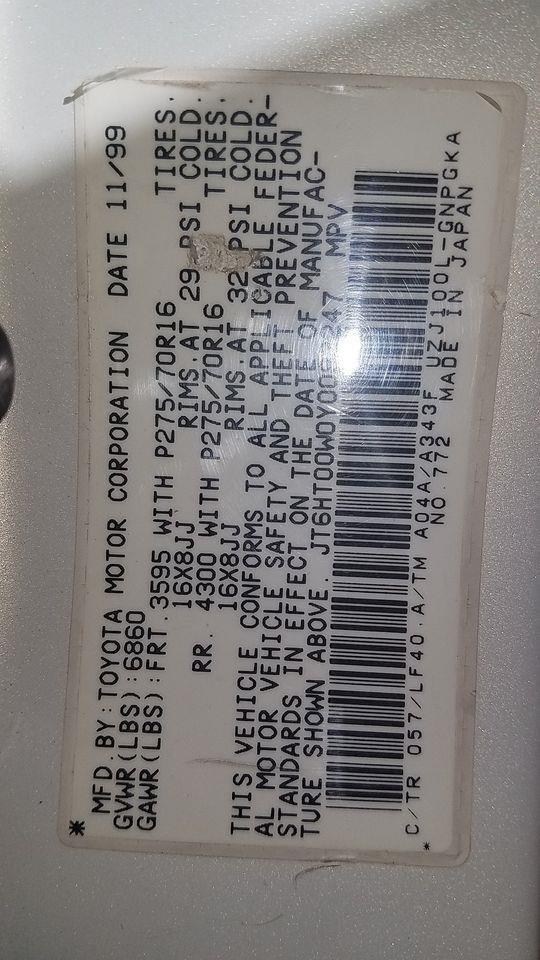 MFD. BY: TOYOTA MOTOR CORPORATION DATE 11/99
GVWR(LBS):6860
GAWR(LBS):FRT. 3595 WITH P275/70R16 TIRES,
16X8JJ RIMS, AT 29 PSI COLD.
RR. 4300 WITH P275/70R16 TIRES,
16X8JJ RIMS, AT 32 PSI COLD.
THIS VEHICLE CONFORMS TO ALL APPLICABLE FEDER–
AL MOTOR VEHICLE SAFETY AND THEFT PREVENTION
STANDARDS IN EFFECT ON THE DATE OF MANUFAC–
TURE SHOWN ABOVE. MPV
C/TR 057/LF40 A/TM A04A/A343F UZJ100L-GNPGKA
NO. 772 MADE IN JAPAN